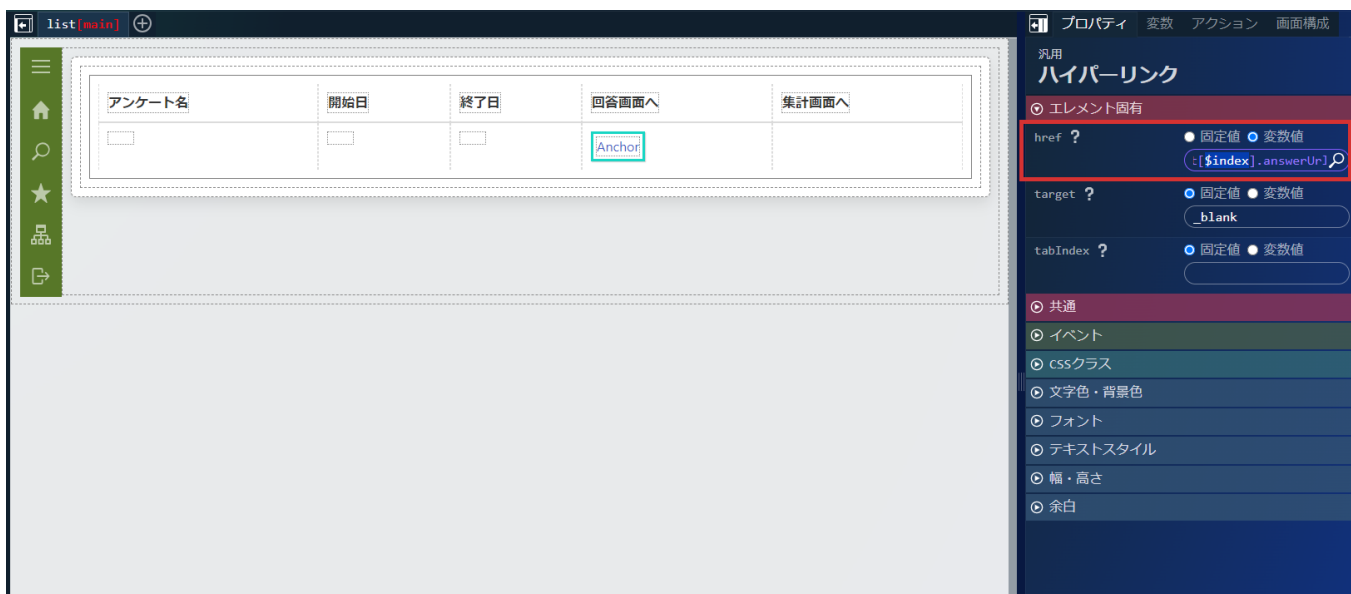 list[main]
プロパティ 変数 アクション 画面構成
汎用
ハイパーリンク
エレメント固有
href ?
固定値 変数値
t[$index].answerUrl
target ?
固定値 変数値
_blank
tabIndex ?
固定値 変数値
共通
イベント
CSSクラス
文字色・背景色
フォント
テキストスタイル
幅・高さ
余白
アンケート名 開始日 終了日 回答画面へ 集計画面へ
Anchor